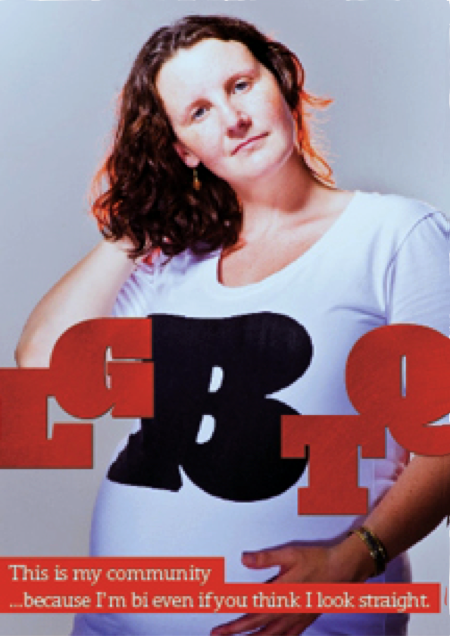 LGBTQ
This is my community
...because I'm bi even if you think I look straight.